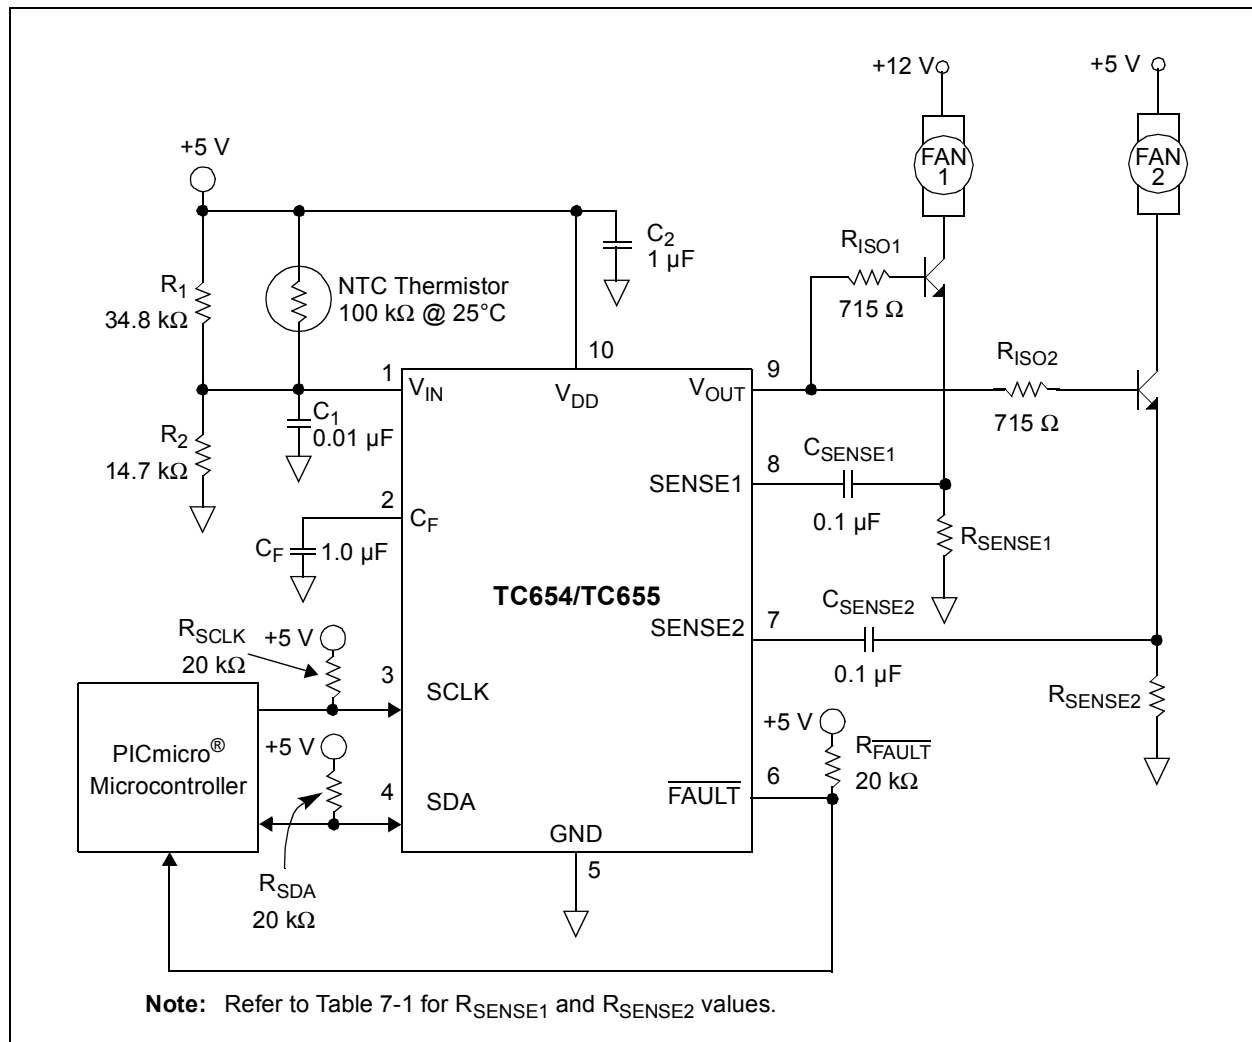 +12 V
+5 V
FAN
1
FAN
2
+5 V
C2
1 µF
RISO1
715 Ω
R1
34.8 kΩ
NTC Thermistor
100 kΩ @ 25°C
10
RISO2
715 Ω
1
VIN
VDD
VOUT
9
R2
14.7 kΩ
C1
0.01 µF
CSENSE1
8
SENSE1
0.1 µF
2
CF
CF
1.0 µF
RSENSE1
TC654/TC655
CSENSE2
7
SENSE2
0.1 µF
RSCLK
20 kΩ
+5 V
3
SCLK
RSENSE2
PICmicro®
Microcontroller
+5 V
4
SDA
+5 V
RFAULT
20 kΩ
6
FAULT
GND
5
RSDA
20 kΩ
Note: Refer to Table 7-1 for RSENSE1 and RSENSE2 values.